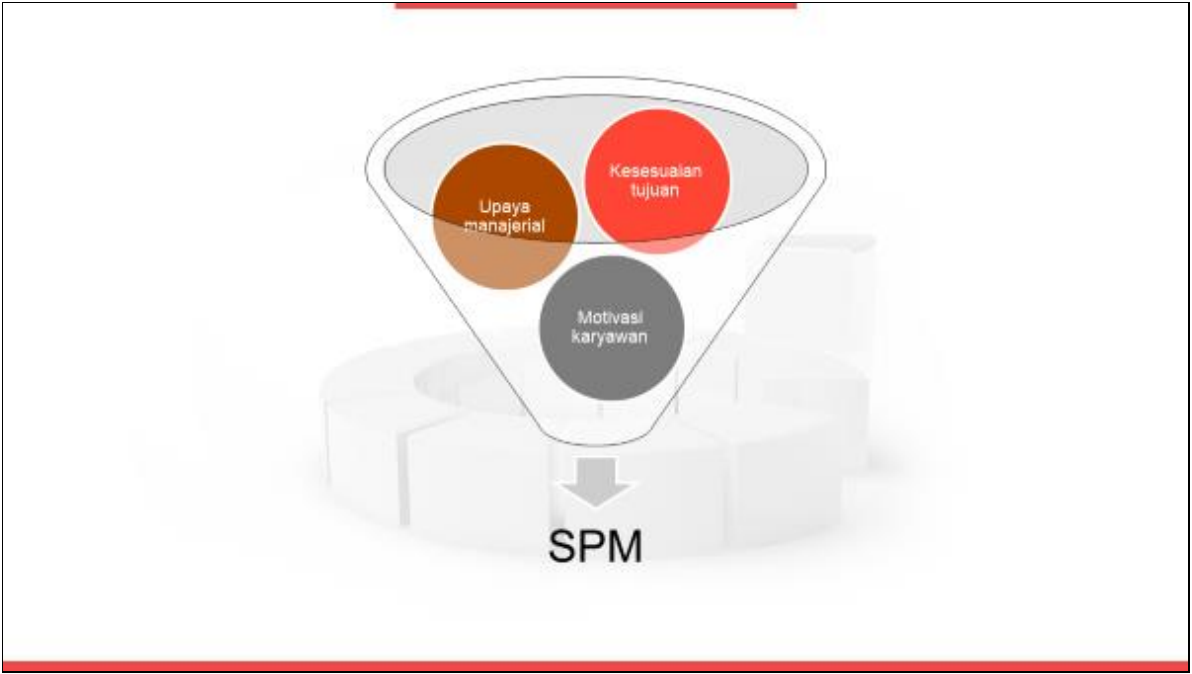 Kesesuaian
tujuan
Upaya
manajerial
Motivasi
karyawan
SPM